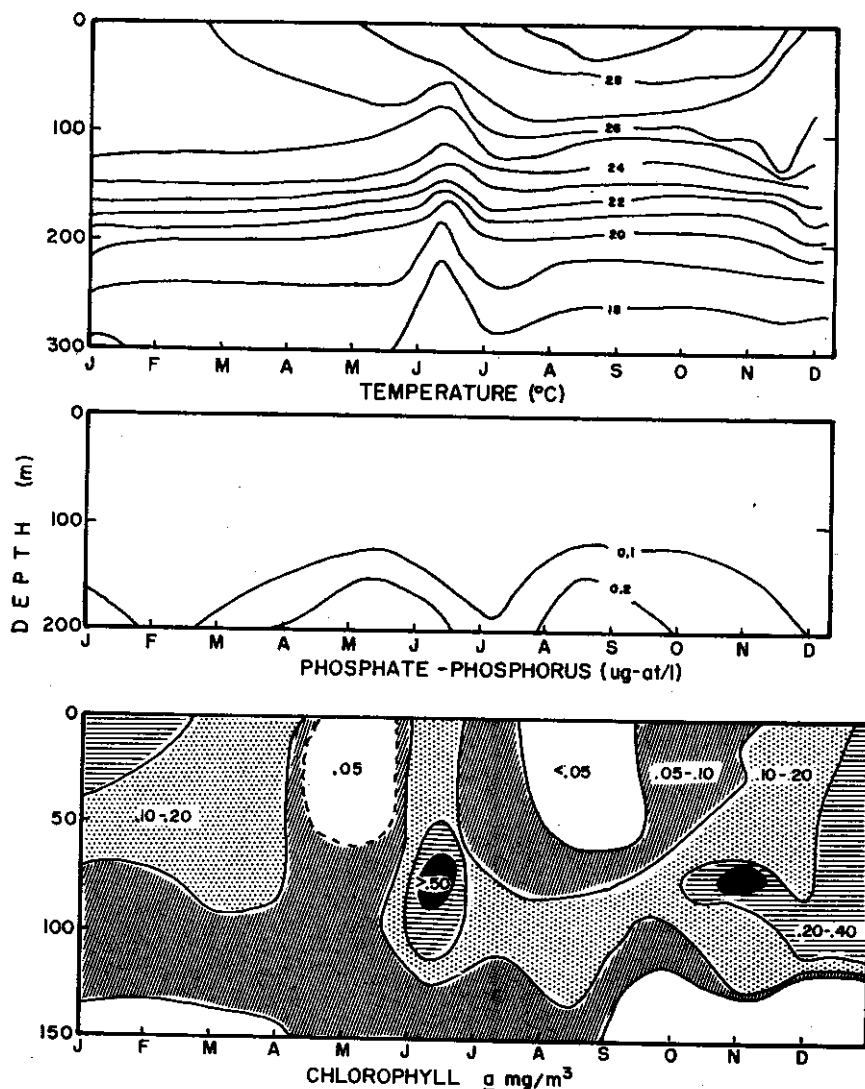 0
28
26
100
24
22
200
20
18
300
J F M A M J J A S O N D
TEMPERATURE (°C)
0
DEPTH (m)
100
0.1
0.2
200
J F M A M J J A S O N D
PHOSPHATE-PHOSPHORUS (ug-at/l)
0
.05 <.05 .05-.10 .10-.20
.10-.20
50
>.50
100
.20-.40
150
J F M A M J J A S O N D
CHLOROPHYLL a mg/m³